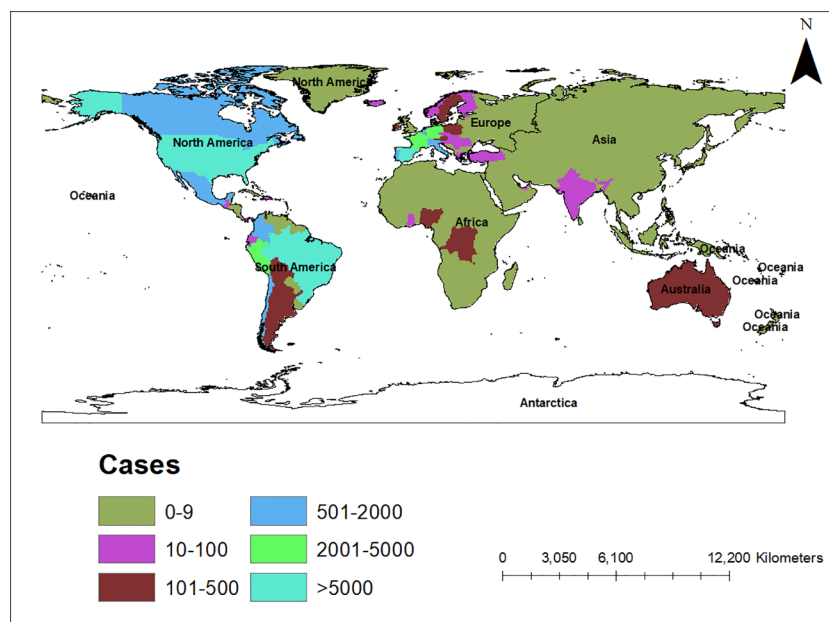 N
North America
Europe
North America
Asia
Oceania
Africa
Oceania
South America
Oceania
Oceania
Australia
Oceania
Oceania
Antarctica
Cases
0-9
501-2000
10-100
2001-5000
101-500
>5000
0 3,050 6,100 12,200 Kilometers